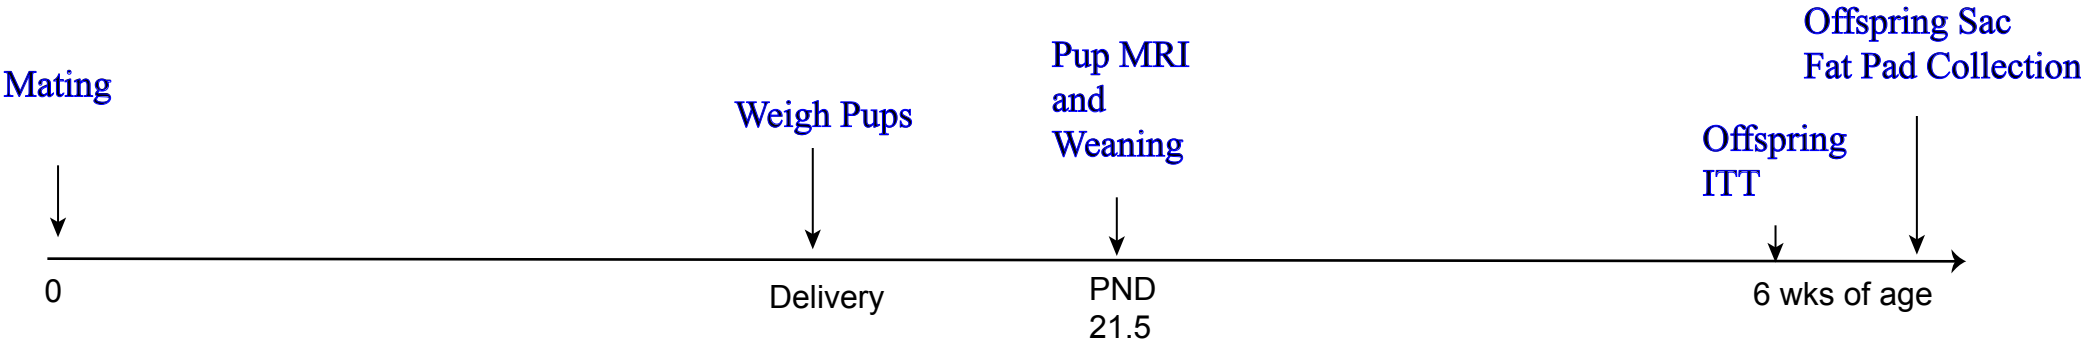 Mating
Weigh Pups
Pup MRI
and
Weaning
Offspring
ITT
Offspring Sac
Fat Pad Collection
0
Delivery
PND
21.5
6 wks of age